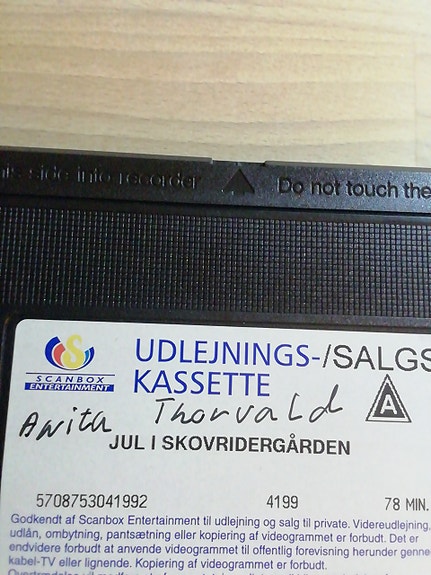 this side into recorder Do not touch the
SCANBOX
ENTERTAINMENT
UDLEJNINGS-/SALGS
KASSETTE
A
Anita Thorvald
JUL I SKOVRIDERGÅRDEN
5708753041992 4199 78 MIN.
Godkendt af Scanbox Entertainment til udlejning og salg til private. Videreudlejning,
udlån, ombytning, pantsætning eller kopiering af videogrammet er forbudt. Det er
endvidere forbudt at anvende videogrammet til offentlig forevisning herunder genne
kabel-TV eller lignende. Kopiering af videogrammet er forbudt.